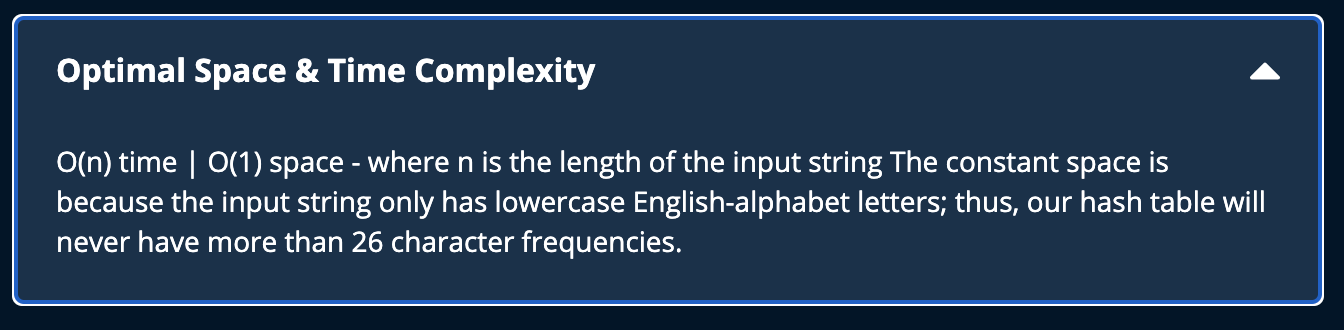 Optimal Space & Time Complexity
O(n) time | O(1) space - where n is the length of the input string The constant space is
because the input string only has lowercase English-alphabet letters; thus, our hash table will
never have more than 26 character frequencies.